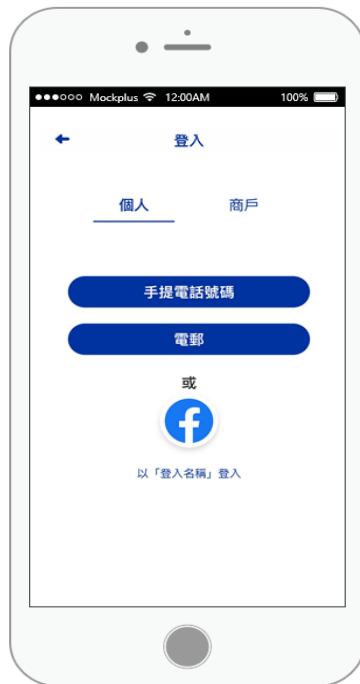 Mockplus 12:00AM 100%
登入
個人 商戶
手提電話號碼
電郵
或
以「登入名稱」登入